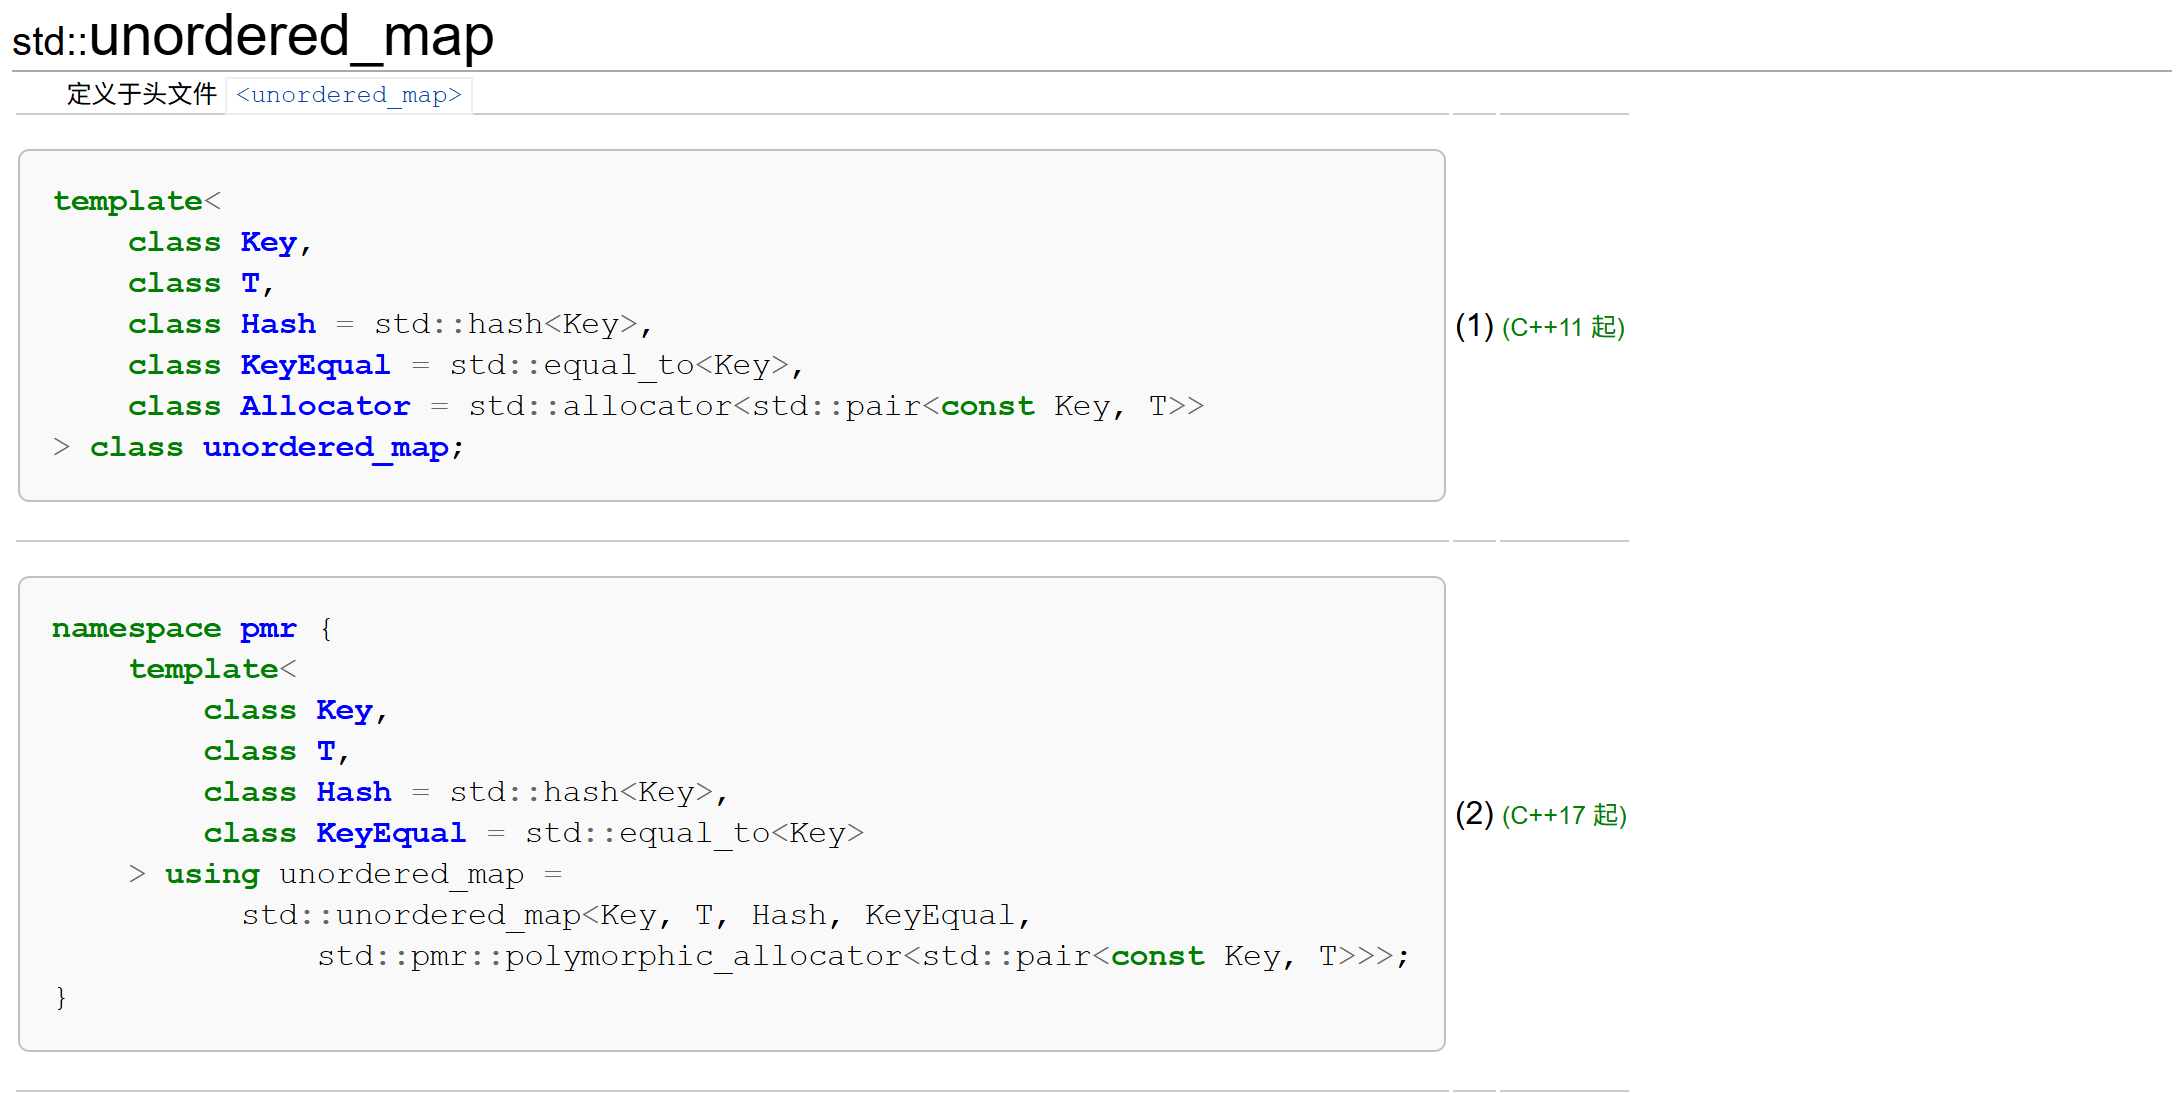 std::unordered_map
定义于头文件 <unordered_map>
template<
    class Key,
    class T,
    class Hash = std::hash<Key>,
    class KeyEqual = std::equal_to<Key>,
    class Allocator = std::allocator<std::pair<const Key, T>>
> class unordered_map;
(1) (C++11 起)
namespace pmr {
    template<
        class Key,
        class T,
        class Hash = std::hash<Key>,
        class KeyEqual = std::equal_to<Key>
    > using unordered_map =
          std::unordered_map<Key, T, Hash, KeyEqual,
              std::pmr::polymorphic_allocator<std::pair<const Key, T>>>;
}
(2) (C++17 起)